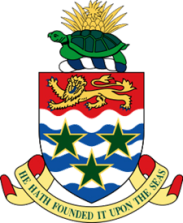 HE HATH FOUNDED IT UPON THE SEAS